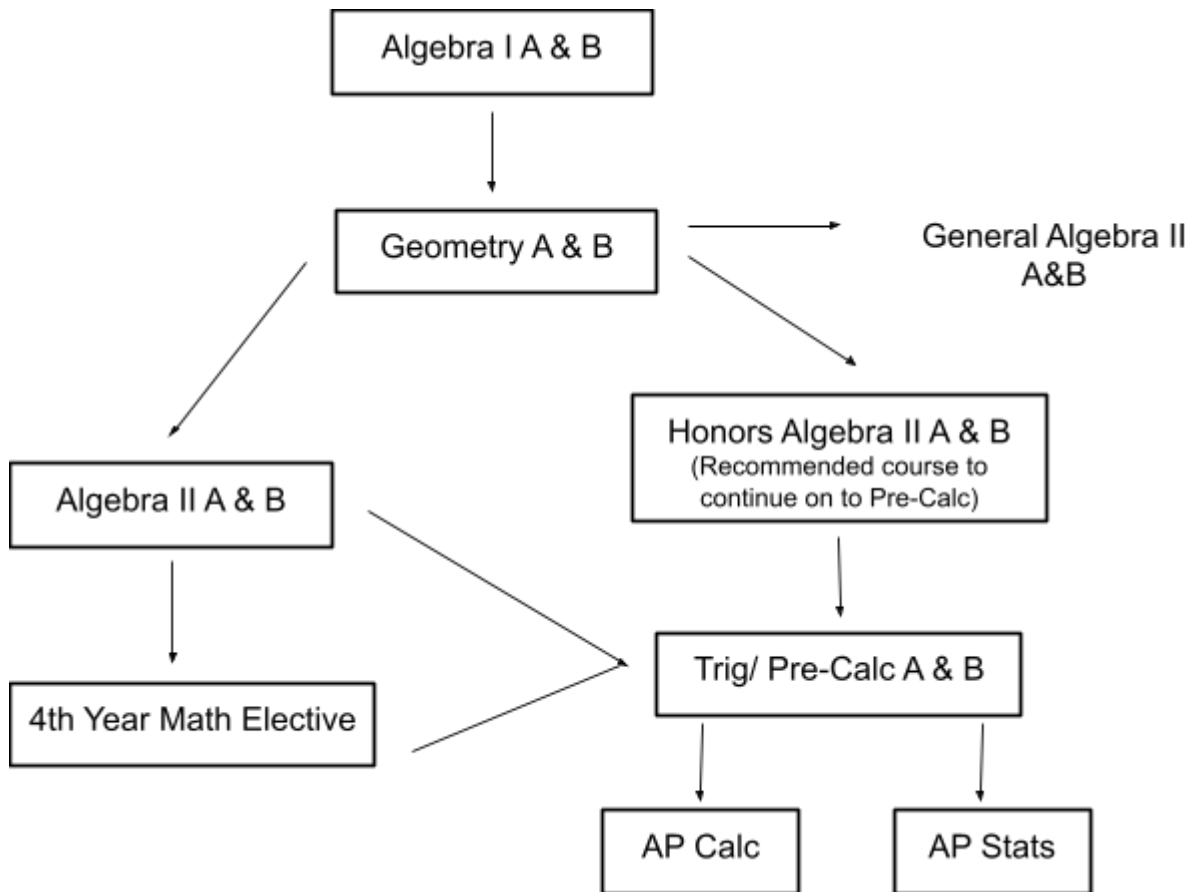 Algebra I A & B
Geometry A & B
General Algebra II
A&B
Honors Algebra II A & B
(Recommended course to
continue on to Pre-Calc)
Algebra II A & B
Trig/ Pre-Calc A & B
4th Year Math Elective
AP Calc
AP Stats